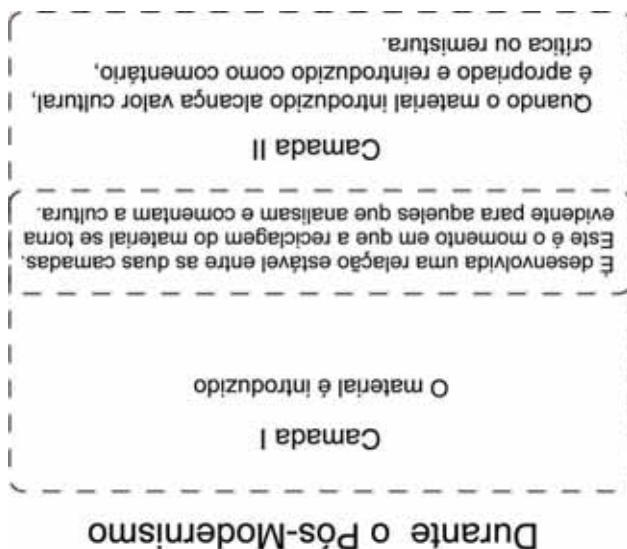 Durante o Pós-Modernismo
Camada I
O material é introduzido
É desenvolvida uma relação estável entre as duas camadas.
Este é o momento em que a reciclagem do material se torna
evidente para aqueles que analisam e comentam a cultura.
Camada II
Quando o material introduzido alcança valor cultural,
é apropriado e reintroduzido como comentário,
crítica ou remistura.